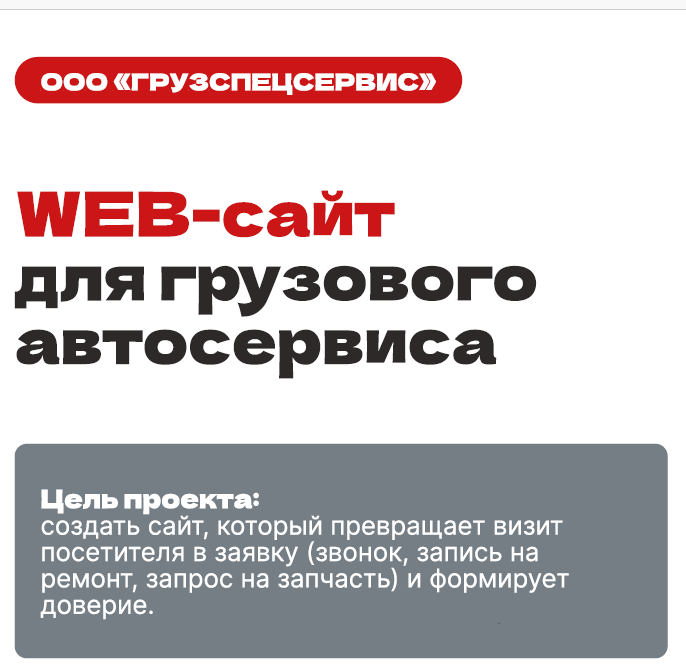 ООО «ГРУЗСПЕЦСЕРВИС»
WEB-сайт
для грузового
автосервиса
Цель проекта:
создать сайт, который превращает визит
посетителя в заявку (звонок, запись на
ремонт, запрос на запчасть) и формирует
доверие.